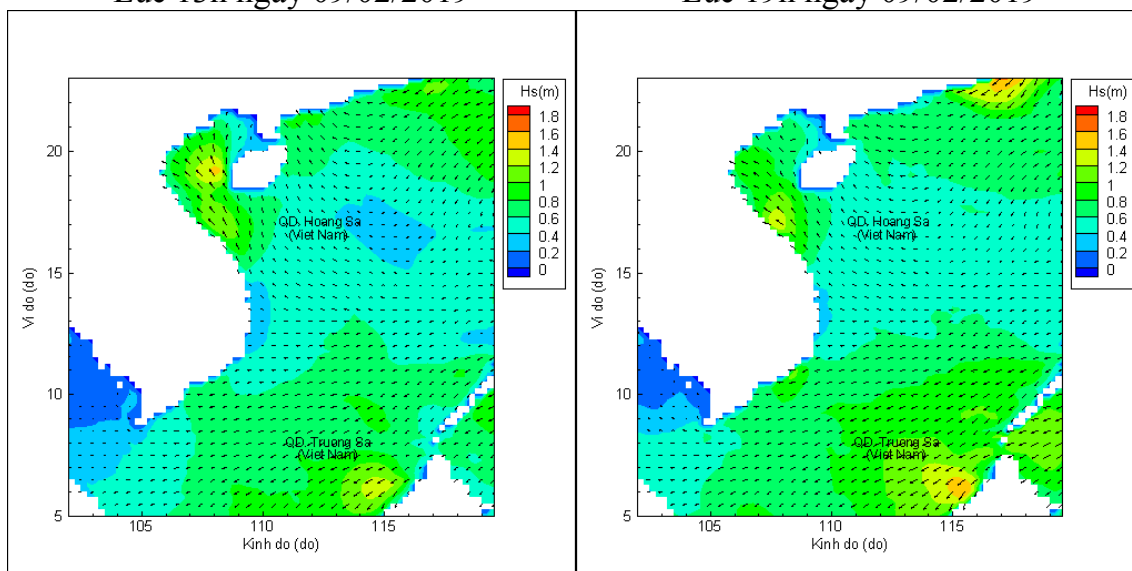 Lúc 13h ngày 09/02/2019
Lúc 19h ngày 09/02/2019
Hs(m)
1.8
1.6
1.4
1.2
1
0.8
0.6
0.4
0.2
0
20
15
10
5
Vi do (do)
QD. Hoang Sa
(Viet Nam)
QD. Truong Sa
(Viet Nam)
105
110
115
Kinh do (do)
Hs(m)
1.8
1.6
1.4
1.2
1
0.8
0.6
0.4
0.2
0
20
15
10
5
Vi do (do)
QD. Hoang Sa
(Viet Nam)
QD. Truong Sa
(Viet Nam)
105
110
115
Kinh do (do)